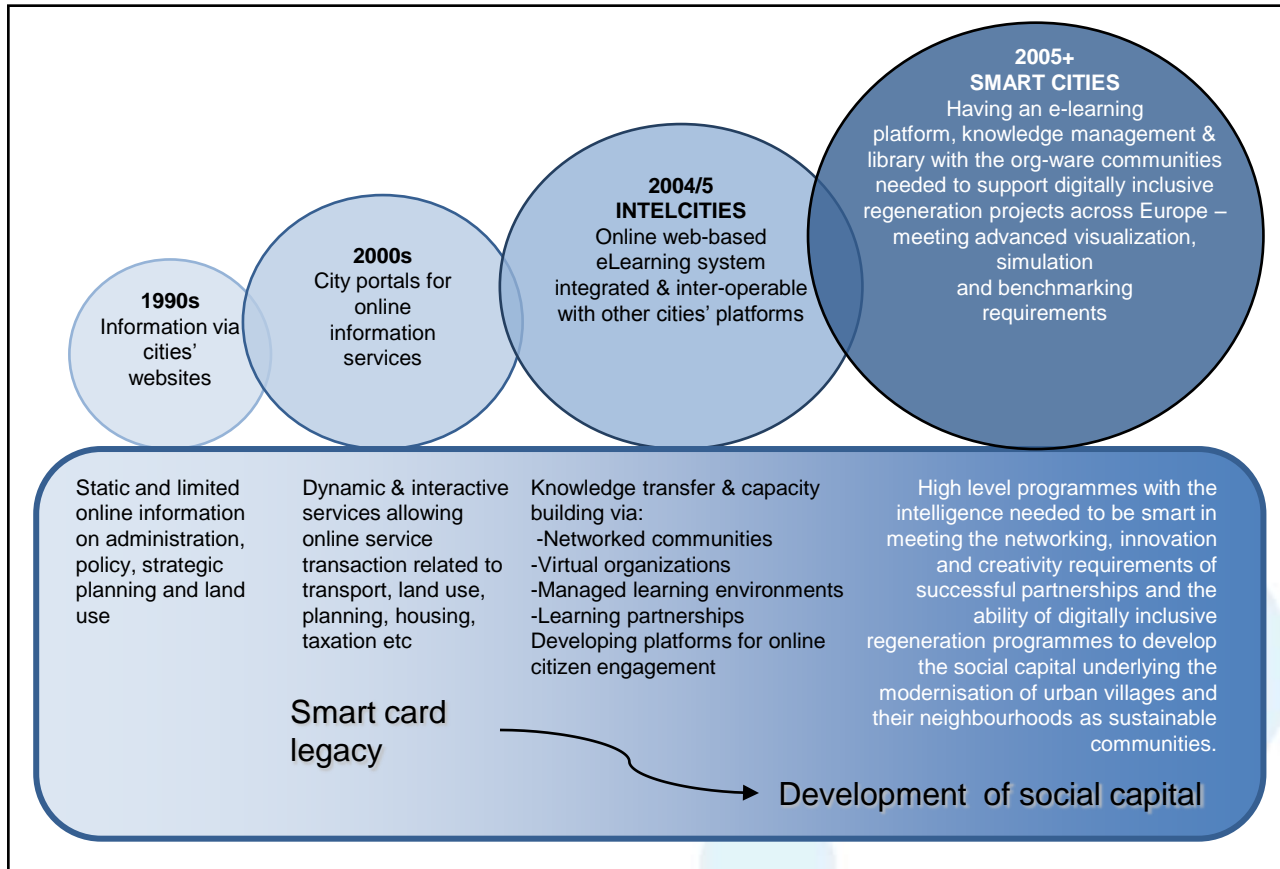 1990s
Information via
cities'
websites
2000s
City portals for
online
information
services
2004/5
INTELCITIES
Online web-based
eLearning system
integrated & inter-operable
with other cities' platforms
2005+
SMART CITIES
Having an e-learning
platform, knowledge management &
library with the org-ware communities
needed to support digitally inclusive
regeneration projects across Europe –
meeting advanced visualization,
simulation
and benchmarking
requirements
Static and limited
online information
on administration,
policy, strategic
planning and land
use
Dynamic & interactive
services allowing
online service
transaction related to
transport, land use,
planning, housing,
taxation etc
Knowledge transfer & capacity
building via:
-Networked communities
-Virtual organizations
-Managed learning environments
-Learning partnerships
Developing platforms for online
citizen engagement
High level programmes with the
intelligence needed to be smart in
meeting the networking, innovation
and creativity requirements of
successful partnerships and the
ability of digitally inclusive
regeneration programmes to develop
the social capital underlying the
modernisation of urban villages and
their neighbourhoods as sustainable
communities.
Smart card
legacy
Development of social capital